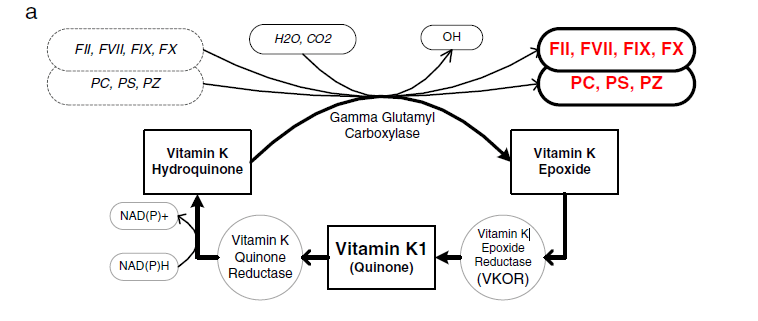 a
FII, FVII, FIX, FX
PC, PS, PZ
H2O, CO2
OH
FII, FVII, FIX, FX
PC, PS, PZ
Gamma Glutamyl
Carboxylase
Vitamin K
Hydroquinone
Vitamin K
Epoxide
NAD(P)+
NAD(P)H
Vitamin K
Quinone
Reductase
Vitamin K1
(Quinone)
Vitamin K
Epoxide
Reductase
(VKOR)